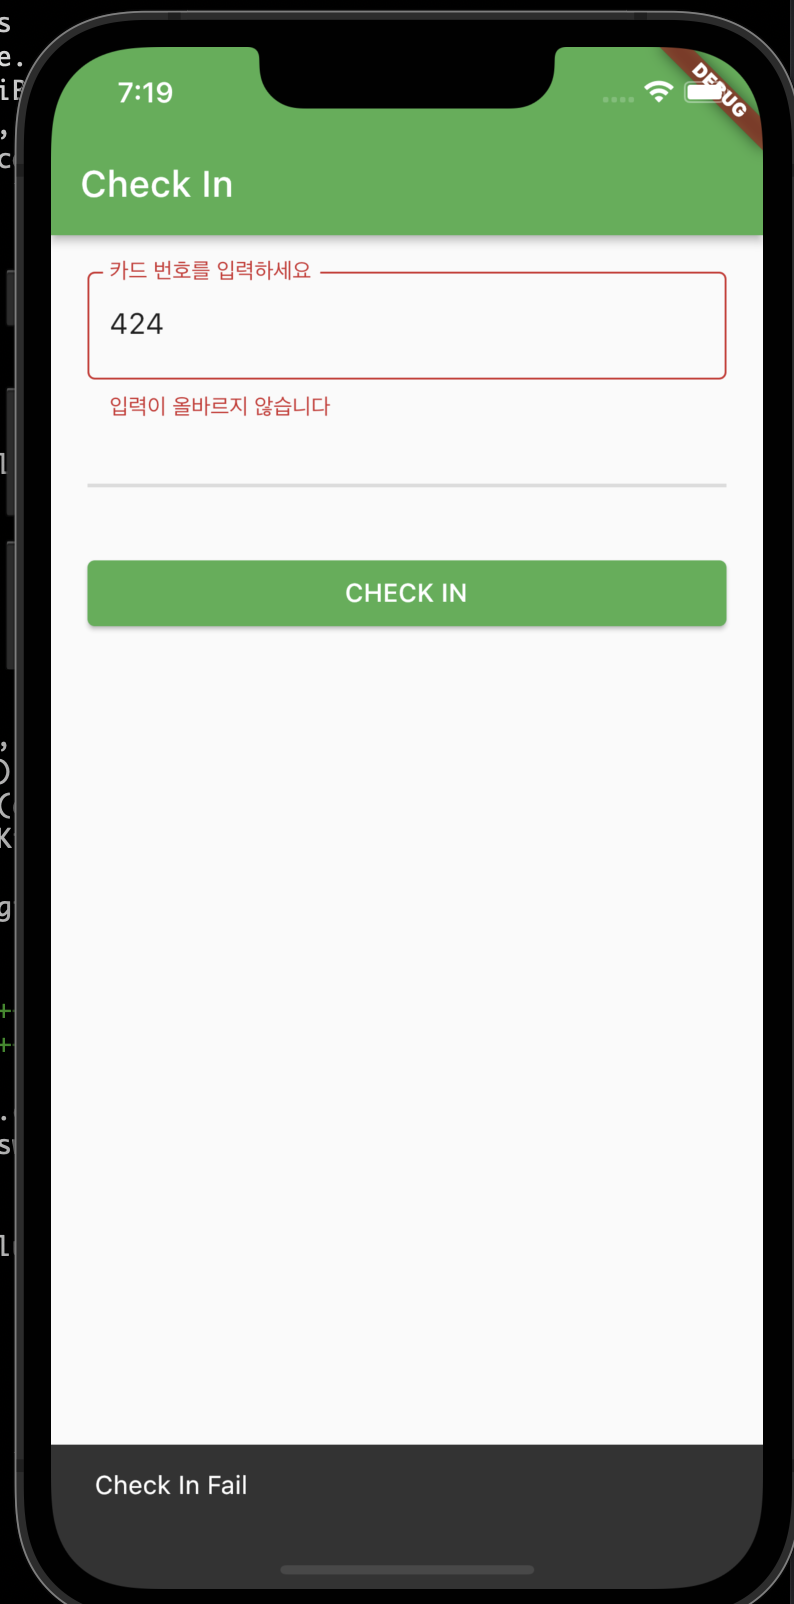 7:19
DEBUG
Check In
카드 번호를 입력하세요
424
입력이 올바르지 않습니다
CHECK IN
Check In Fail